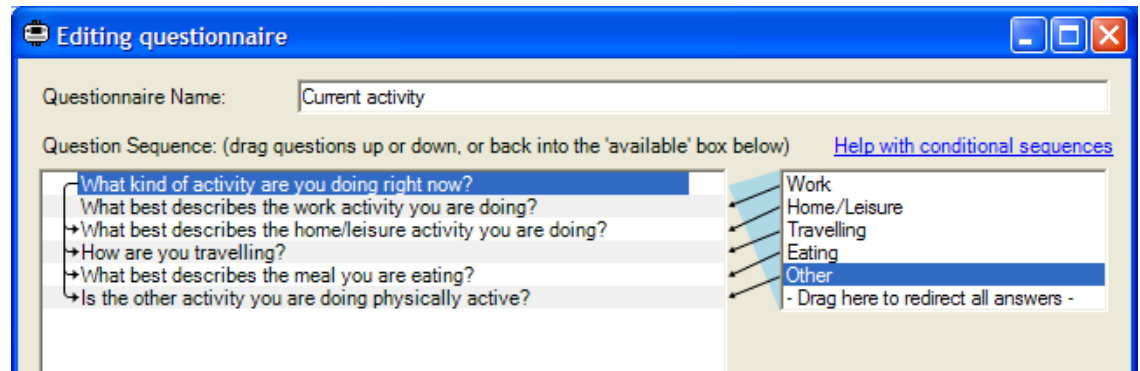 Editing questionnaire
Questionnaire Name: Current activity
Question Sequence: (drag questions up or down, or back into the 'available' box below) Help with conditional sequences
What kind of activity are you doing right now?
What best describes the work activity you are doing?
What best describes the home/leisure activity you are doing?
How are you travelling?
What best describes the meal you are eating?
Is the other activity you are doing physically active?
Work
Home/Leisure
Travelling
Eating
Other
- Drag here to redirect all answers -